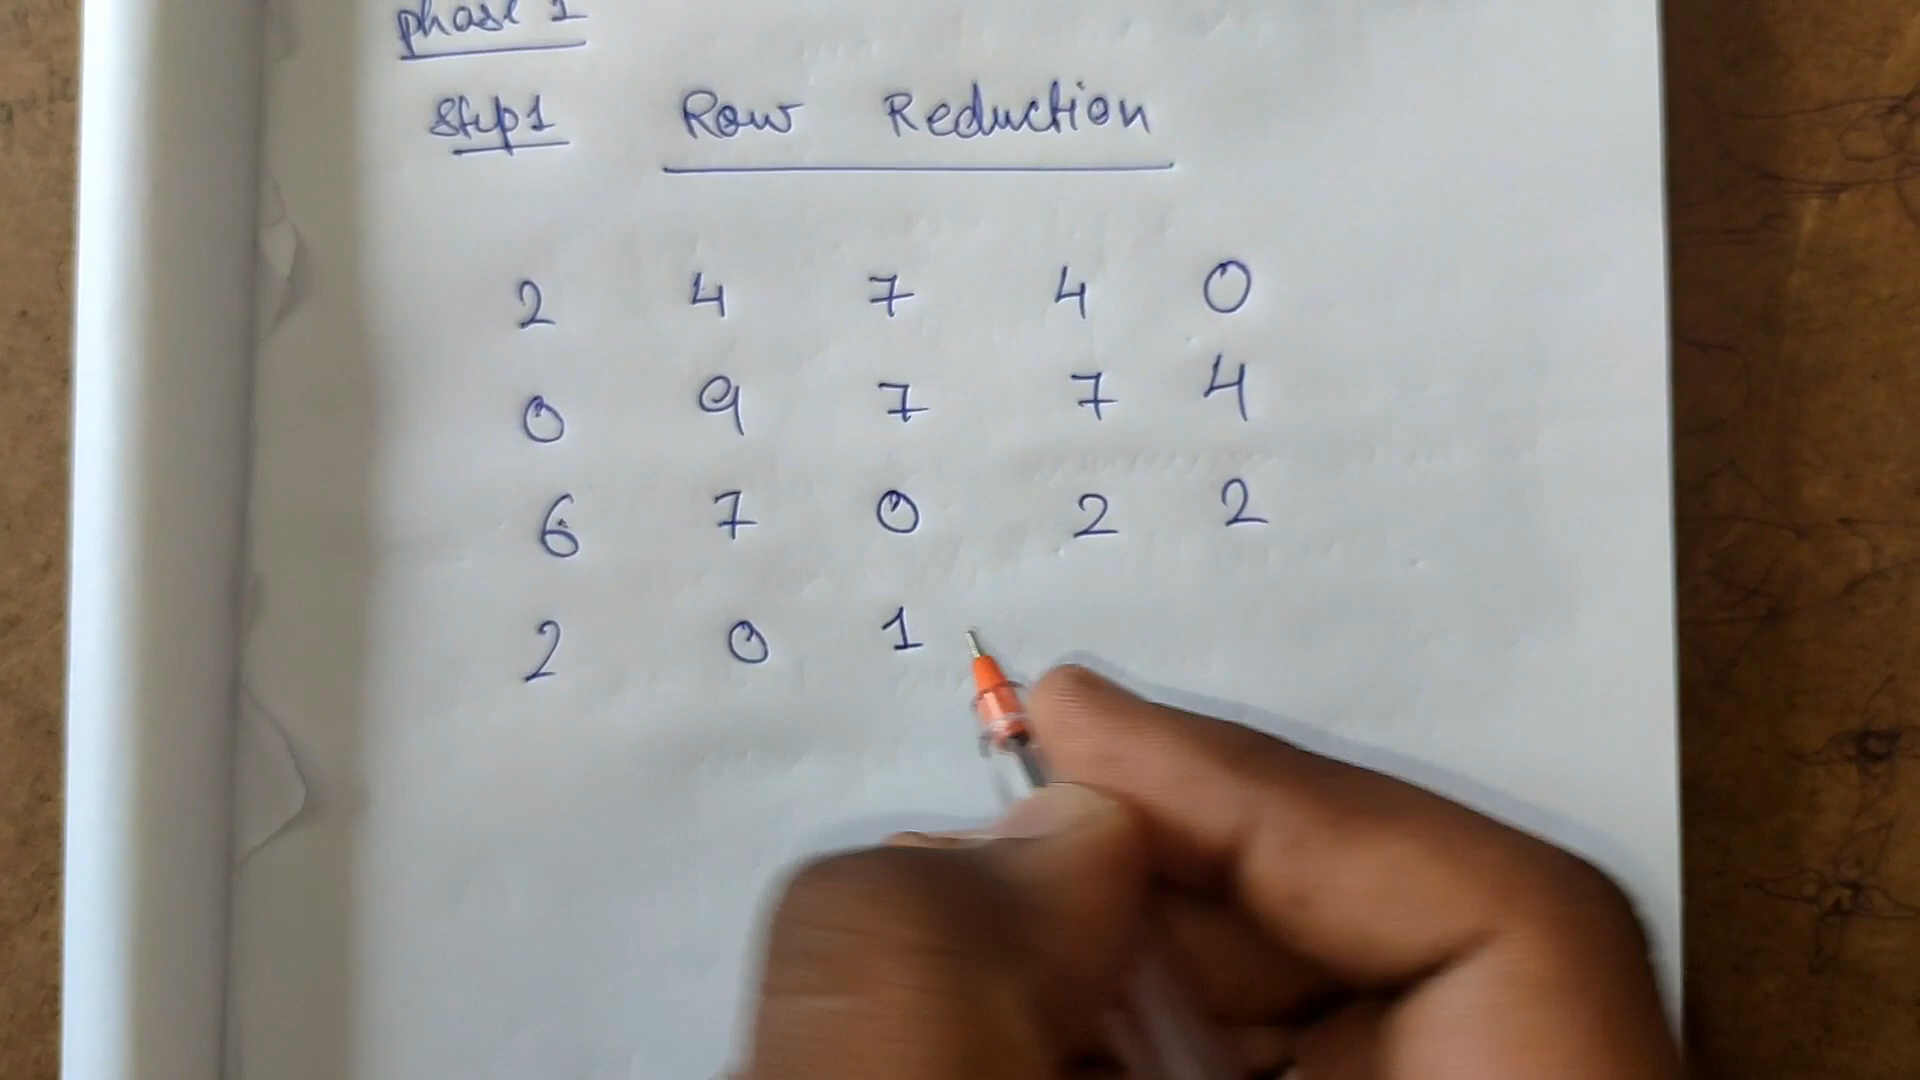 phase 1
Step1 Row Reduction
2 4 7 4 0
0 9 7 7 4
6 7 0 2 2
2 0 1